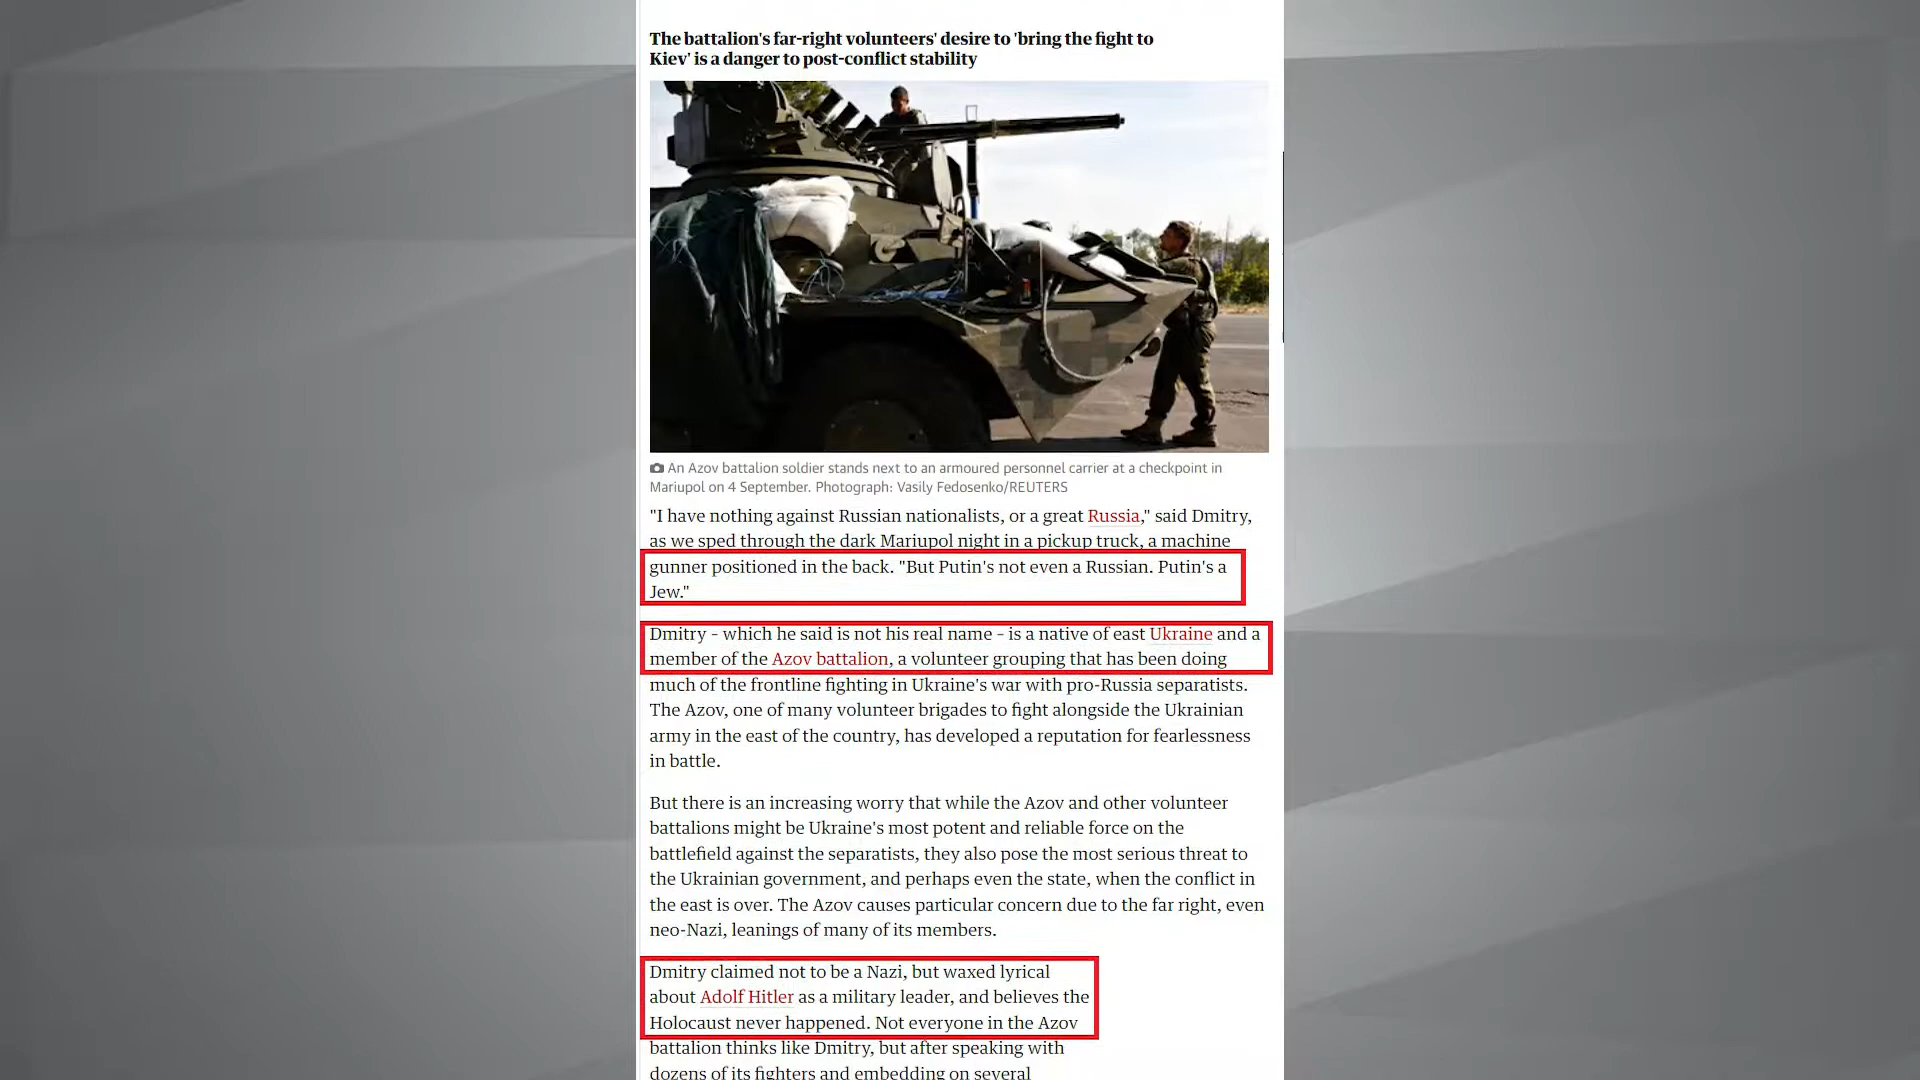 The battalion's far-right volunteers' desire to 'bring the fight to
Kiev' is a danger to post-conflict stability
An Azov battalion soldier stands next to an armoured personnel carrier at a checkpoint in
Mariupol on 4 September. Photograph: Vasily Fedosenko/REUTERS
"I have nothing against Russian nationalists, or a great Russia," said Dmitry,
as we sped through the dark Mariupol night in a pickup truck, a machine
gunner positioned in the back. "But Putin's not even a Russian. Putin's a
Jew."
Dmitry – which he said is not his real name – is a native of east Ukraine and a
member of the Azov battalion, a volunteer grouping that has been doing
much of the frontline fighting in Ukraine's war with pro-Russia separatists.
The Azov, one of many volunteer brigades to fight alongside the Ukrainian
army in the east of the country, has developed a reputation for fearlessness
in battle.
But there is an increasing worry that while the Azov and other volunteer
battalions might be Ukraine's most potent and reliable force on the
battlefield against the separatists, they also pose the most serious threat to
the Ukrainian government, and perhaps even the state, when the conflict in
the east is over. The Azov causes particular concern due to the far right, even
neo-Nazi, leanings of many of its members.
Dmitry claimed not to be a Nazi, but waxed lyrical
about Adolf Hitler as a military leader, and believes the
Holocaust never happened. Not everyone in the Azov
battalion thinks like Dmitry, but after speaking with
dozens of its fighters and embedding on several